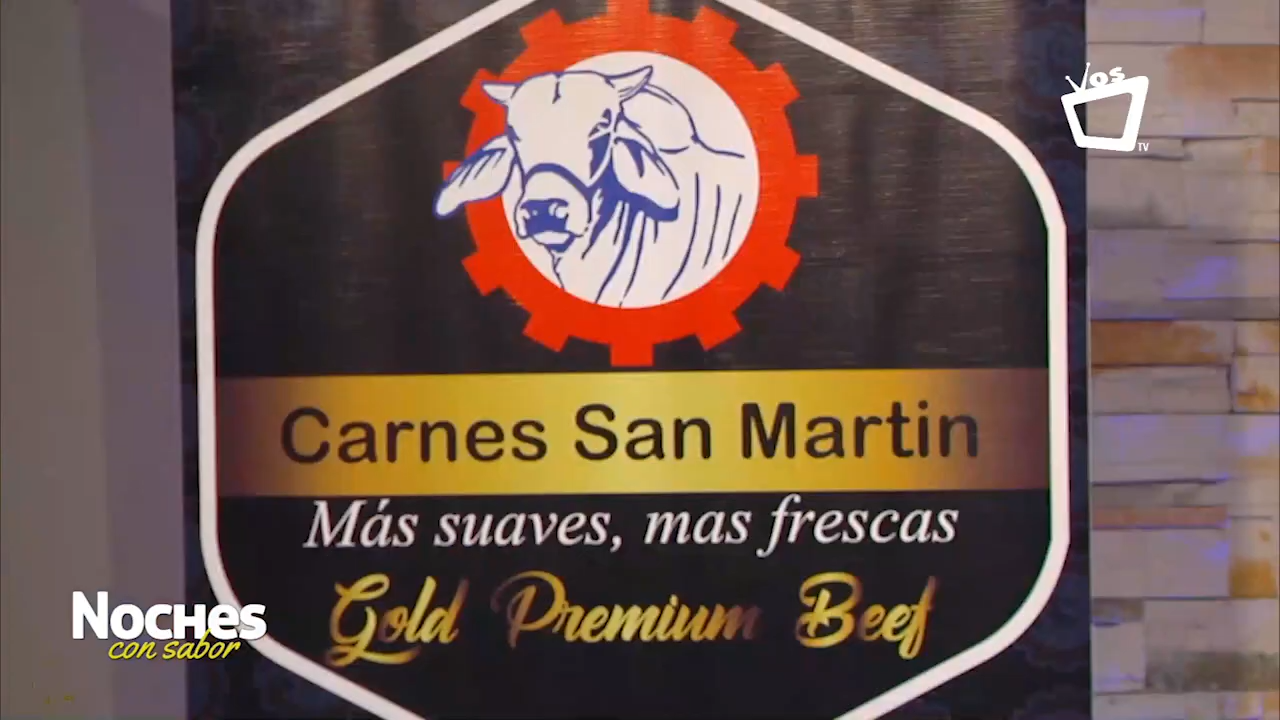 VOS
TV
Carnes San Martin
Más suaves, mas frescas
Gold Premium Beef
NOCHES
con sabor